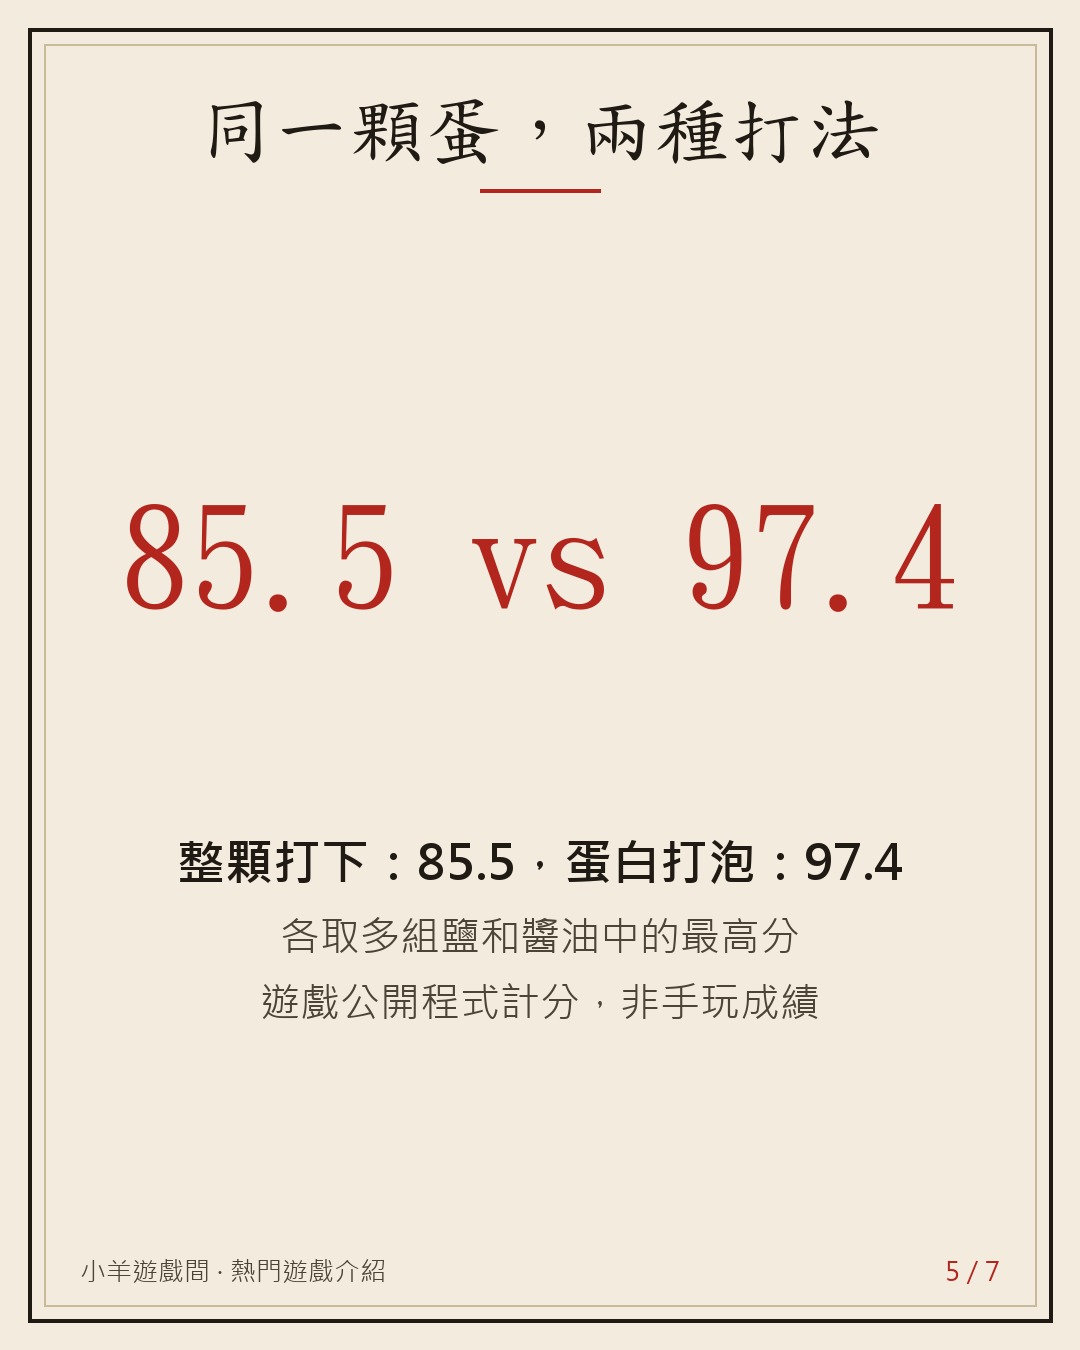 同一顆蛋，兩種打法
85.5 vs 97.4
整顆打下：85.5，蛋白打泡：97.4
各取多組鹽和醬油中的最高分
遊戲公開程式計分，非手玩成績
小羊遊戲間·熱門遊戲介紹
5 / 7